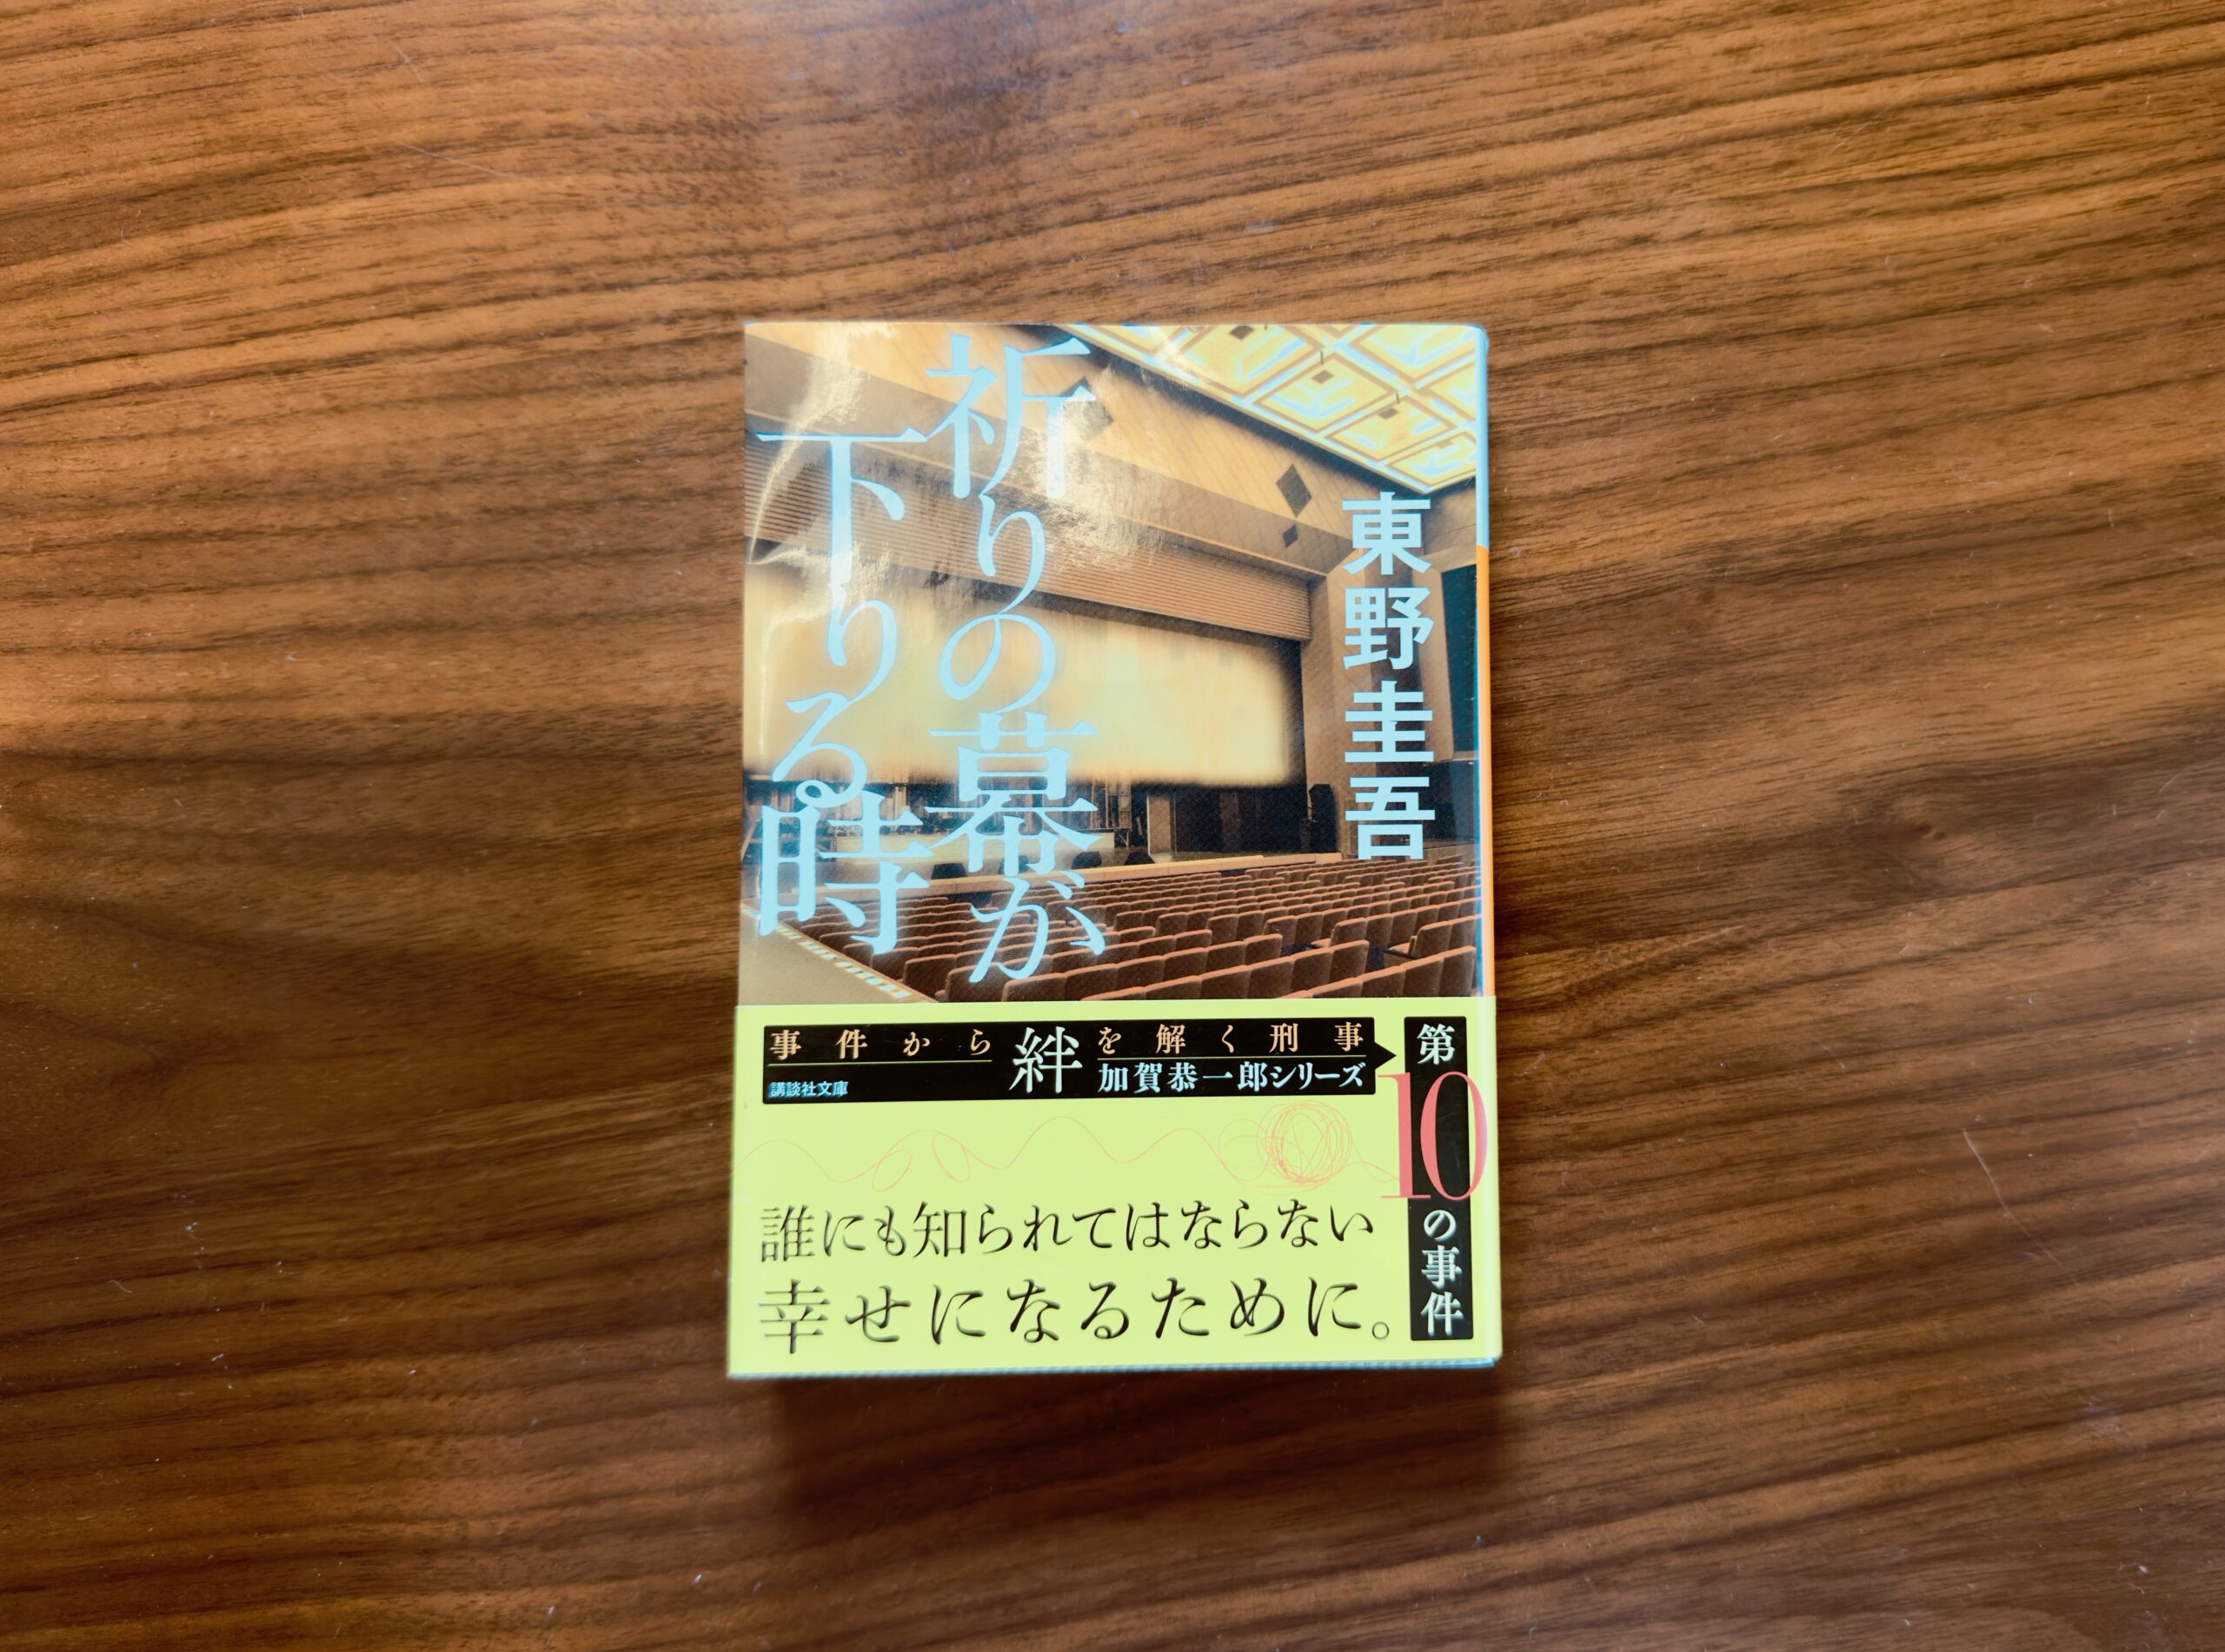 東野圭吾
祈りの幕が
下りる時
事件から絆を解く刑事
加賀恭一郎シリーズ
講談社文庫
第10の事件
誰にも知られてはならない
幸せになるために。